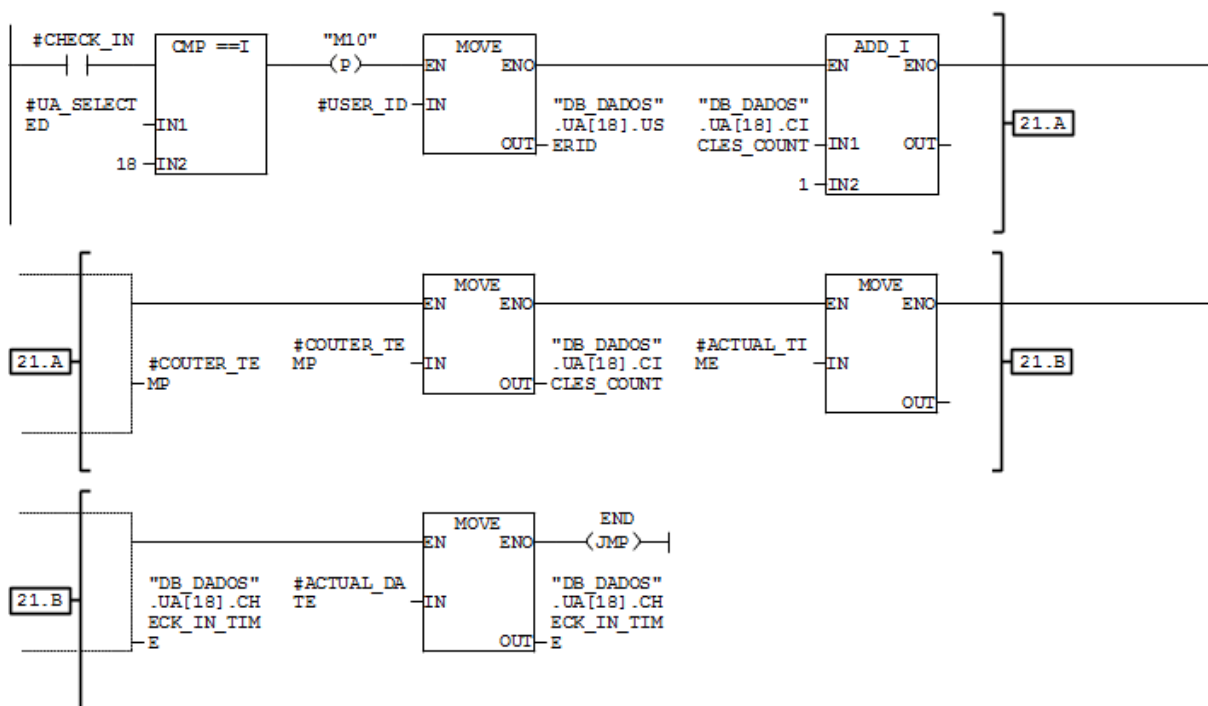 #CHECK_IN
CMP ==I
"M10"
(P)
MOVE
EN ENO
ADD_I
EN ENO
#UA_SELECT
ED
IN1
18 IN2
#USER_ID IN
OUT
"DB_DADOS"
.UA[18].US
ERID
"DB_DADOS"
.UA[18].CI
CLES_COUNT
IN1 OUT
1 IN2
21.A
21.A
#COUTER_TE
MP
MOVE
EN ENO
#COUTER_TE
MP
IN
OUT
"DB_DADOS"
.UA[18].CI
CLES_COUNT
MOVE
EN ENO
#ACTUAL_TI
ME
IN
OUT
21.B
21.B
"DB_DADOS"
.UA[18].CH
ECK_IN_TIM
E
MOVE
EN ENO
#ACTUAL_DA
TE
IN
OUT
END
(JMP)
"DB_DADOS"
.UA[18].CH
ECK_IN_TIM
E